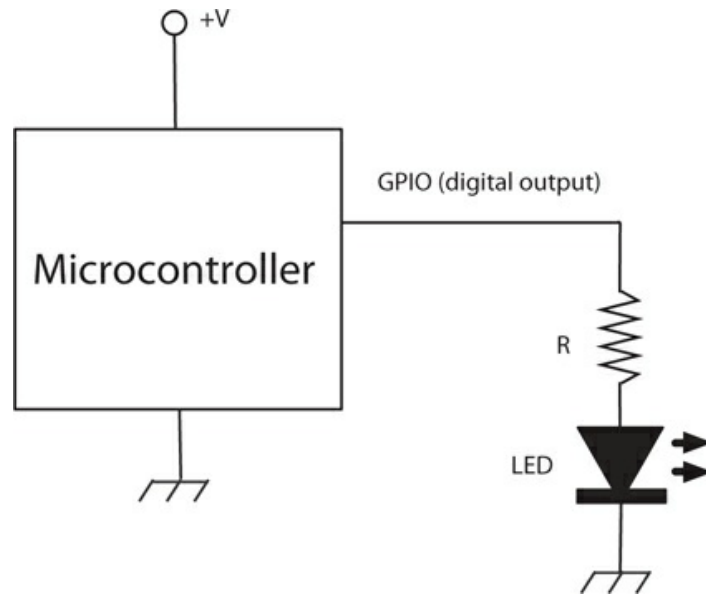 +V
GPIO (digital output)
Microcontroller
R
LED